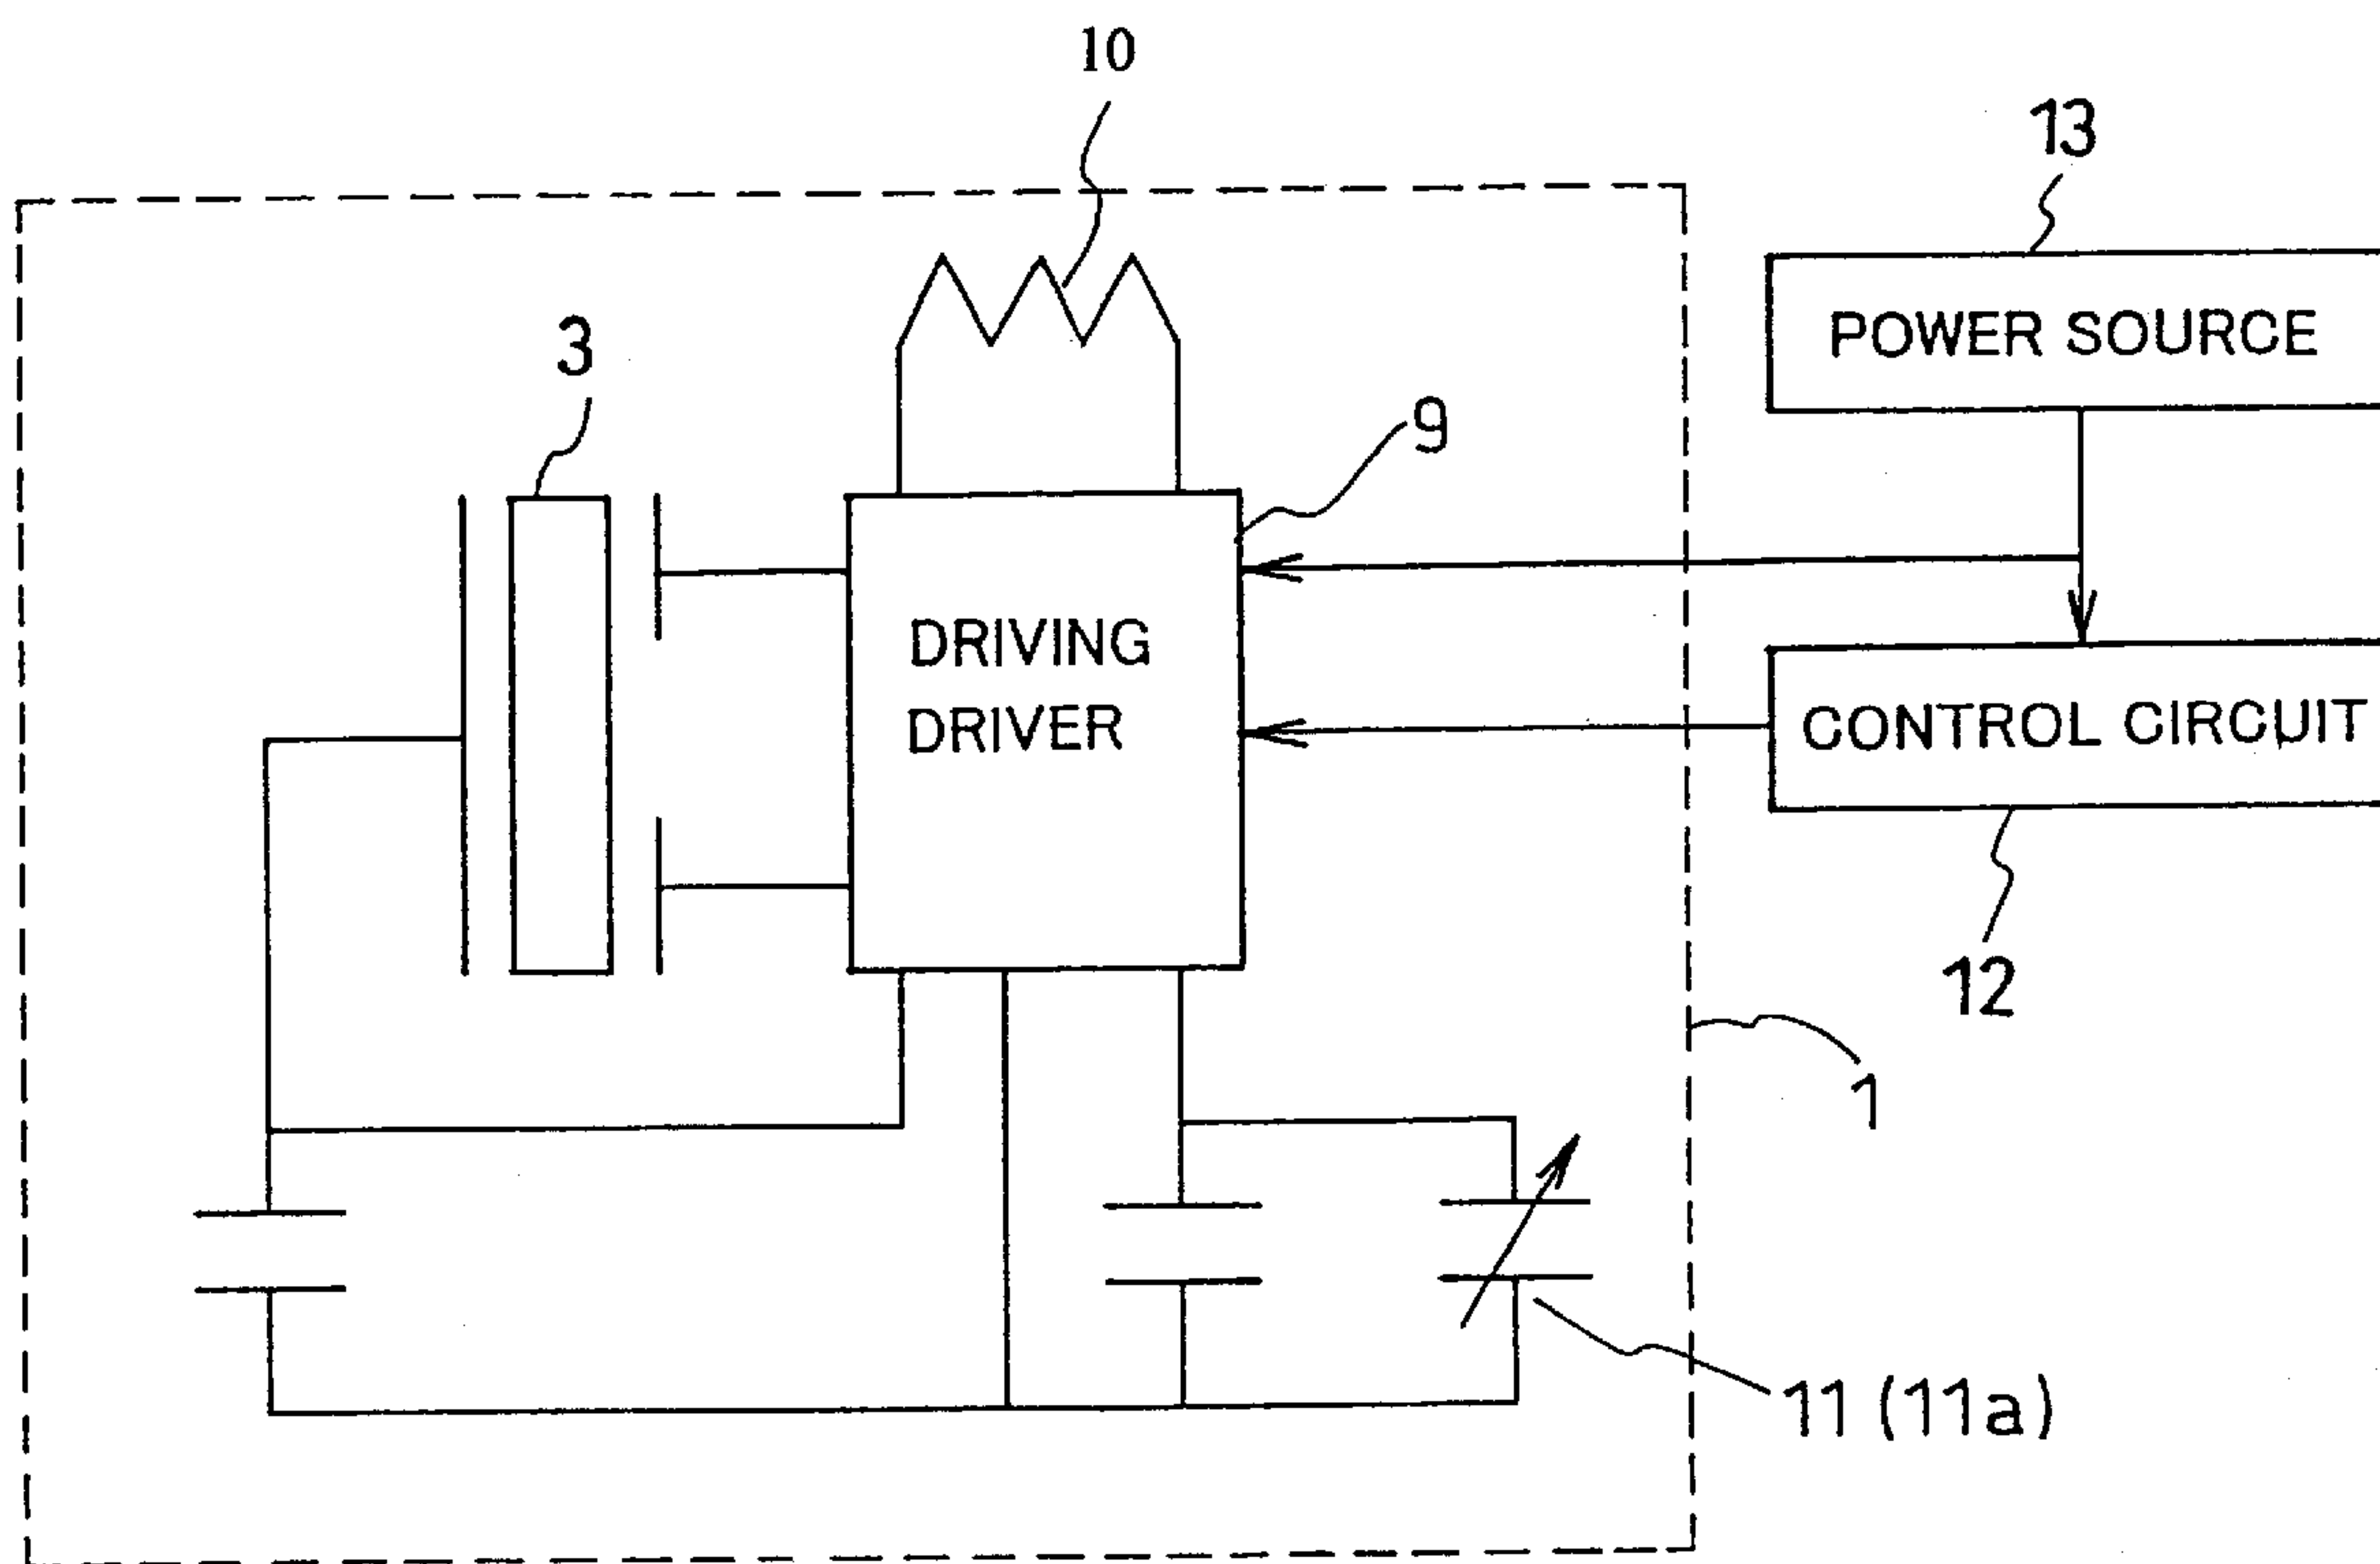 10
13
POWER SOURCE
3
9
DRIVING
DRIVER
CONTROL CIRCUIT
12
1
11 (11a)